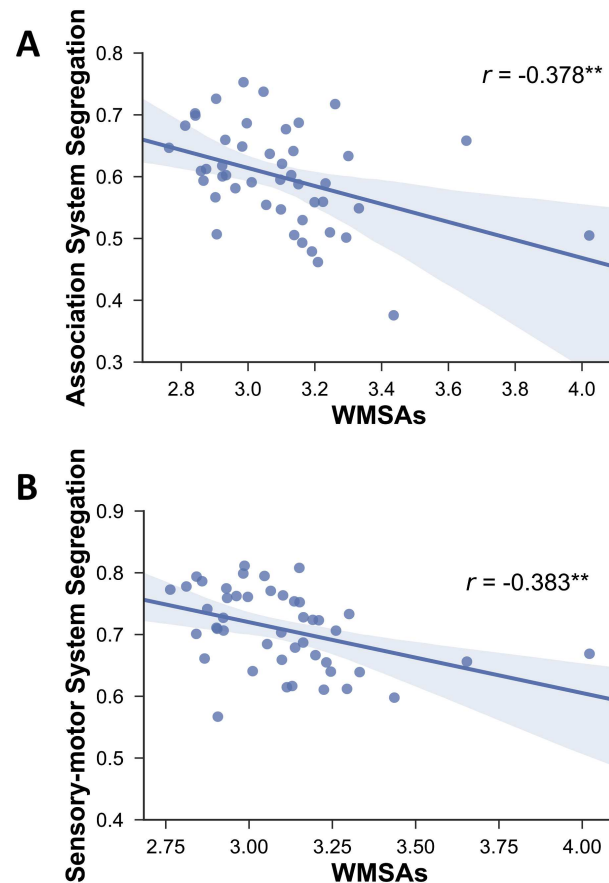 A
Association System Segregation
0.8
0.7
0.6
0.5
0.4
0.3
r = -0.378**
2.8 3.0 3.2 3.4 3.6 3.8 4.0
WMSAs
B
Sensory-motor System Segregation
0.9
0.8
0.7
0.6
0.5
0.4
r = -0.383**
2.75 3.00 3.25 3.50 3.75 4.00
WMSAs